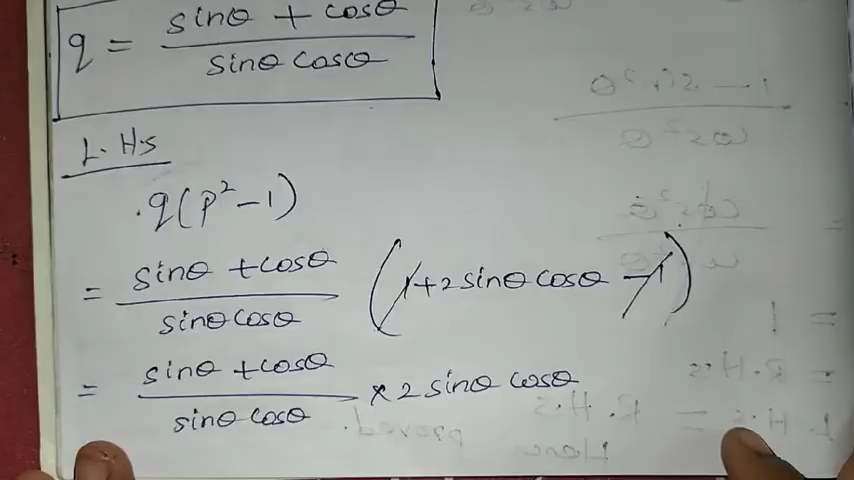 q = sinθ + cosθ / sinθ cosθ
L.H.S
q(p² - 1)
= sinθ + cosθ / sinθ cosθ (1 + 2 sinθ cosθ - 1)
= sinθ + cosθ / sinθ cosθ × 2 sinθ cosθ